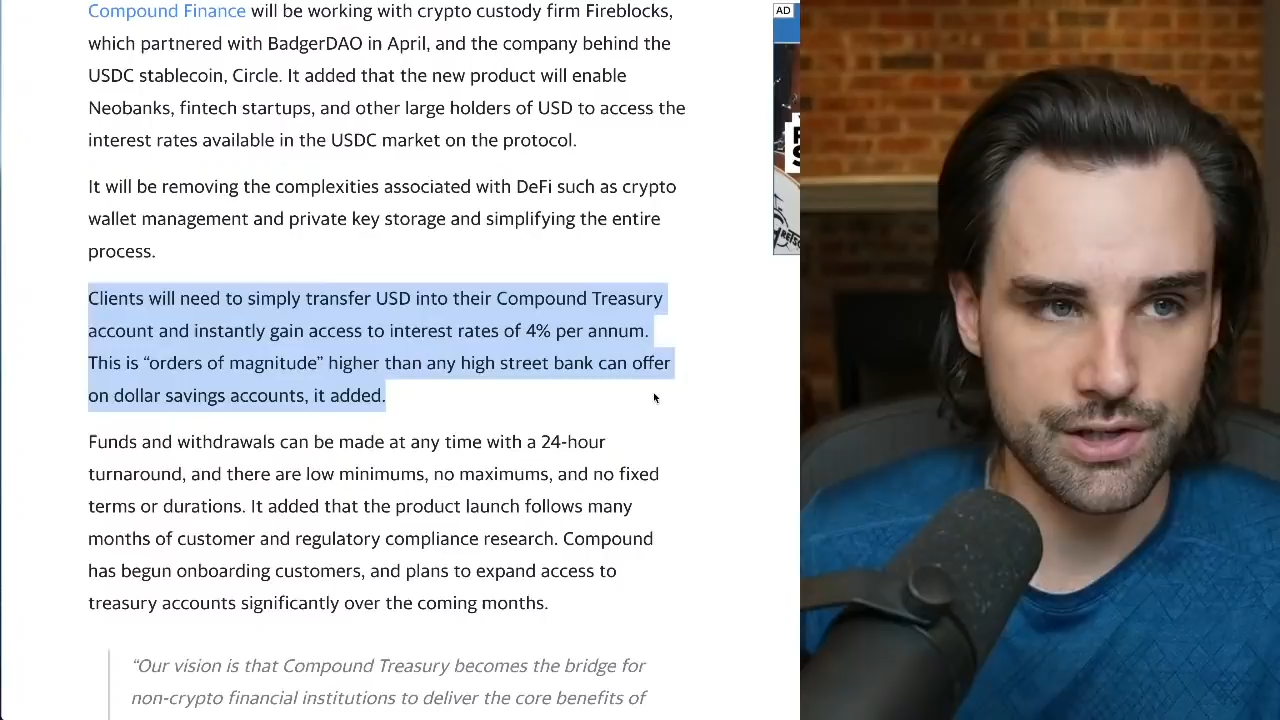 Compound Finance will be working with crypto custody firm Fireblocks,
which partnered with BadgerDAO in April, and the company behind the
USDC stablecoin, Circle. It added that the new product will enable
Neobanks, fintech startups, and other large holders of USD to access the
interest rates available in the USDC market on the protocol.
It will be removing the complexities associated with DeFi such as crypto
wallet management and private key storage and simplifying the entire
process.
Clients will need to simply transfer USD into their Compound Treasury
account and instantly gain access to interest rates of 4% per annum.
This is “orders of magnitude” higher than any high street bank can offer
on dollar savings accounts, it added.
Funds and withdrawals can be made at any time with a 24-hour
turnaround, and there are low minimums, no maximums, and no fixed
terms or durations. It added that the product launch follows many
months of customer and regulatory compliance research. Compound
has begun onboarding customers, and plans to expand access to
treasury accounts significantly over the coming months.
“Our vision is that Compound Treasury becomes the bridge for
non-crypto financial institutions to deliver the core benefits of
AD